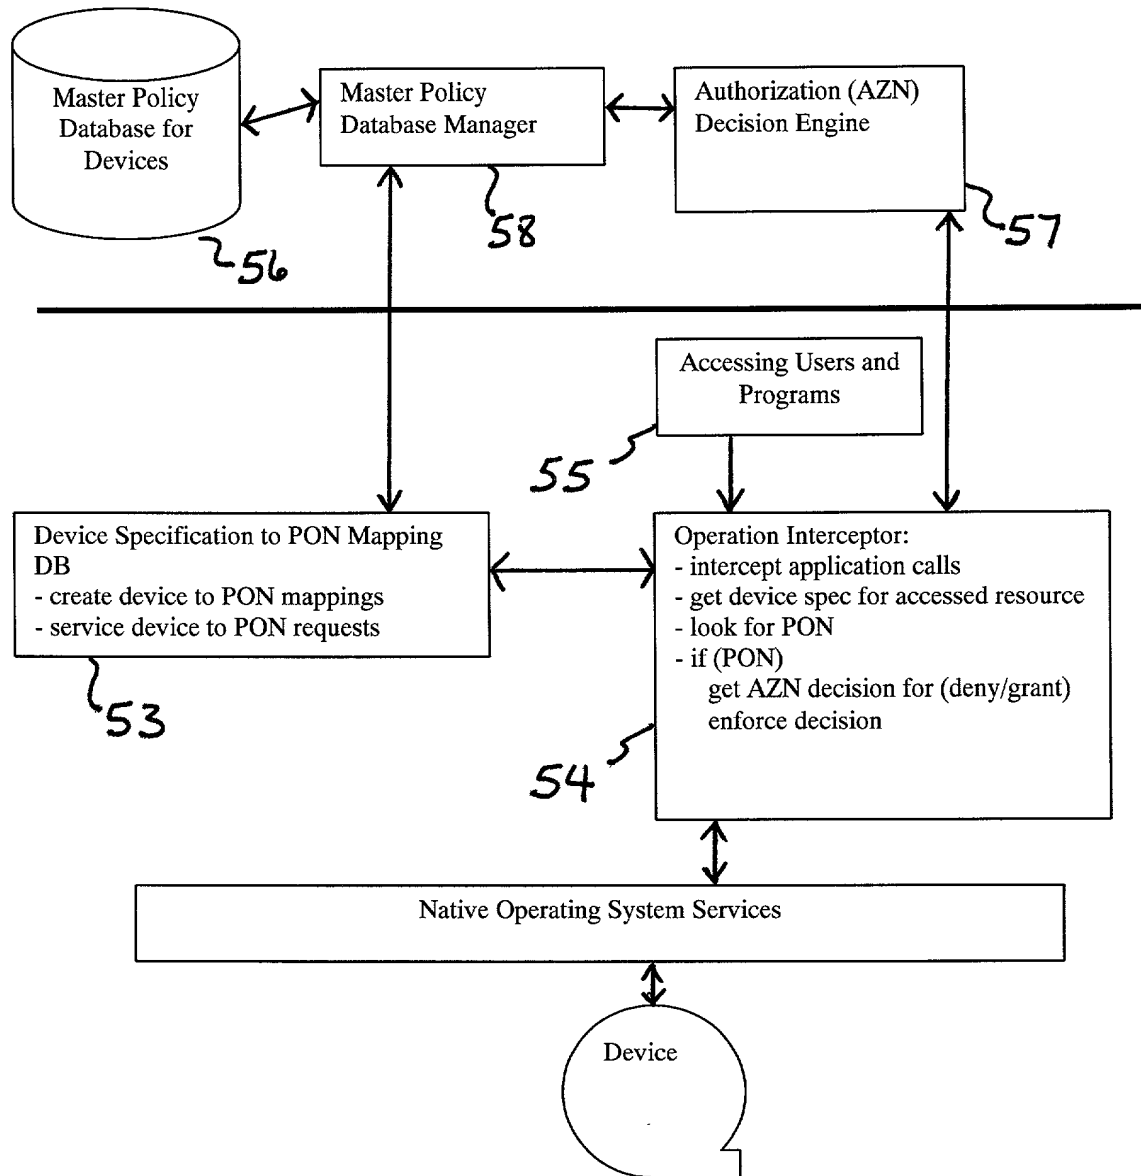 Master Policy
Database for
Devices
Master Policy
Database Manager
Authorization (AZN)
Decision Engine
56
58
57
Accessing Users and
Programs
55
Device Specification to PON Mapping
DB
- create device to PON mappings
- service device to PON requests
53
Operation Interceptor:
- intercept application calls
- get device spec for accessed resource
- look for PON
- if (PON)
get AZN decision for (deny/grant)
enforce decision
54
Native Operating System Services
Device